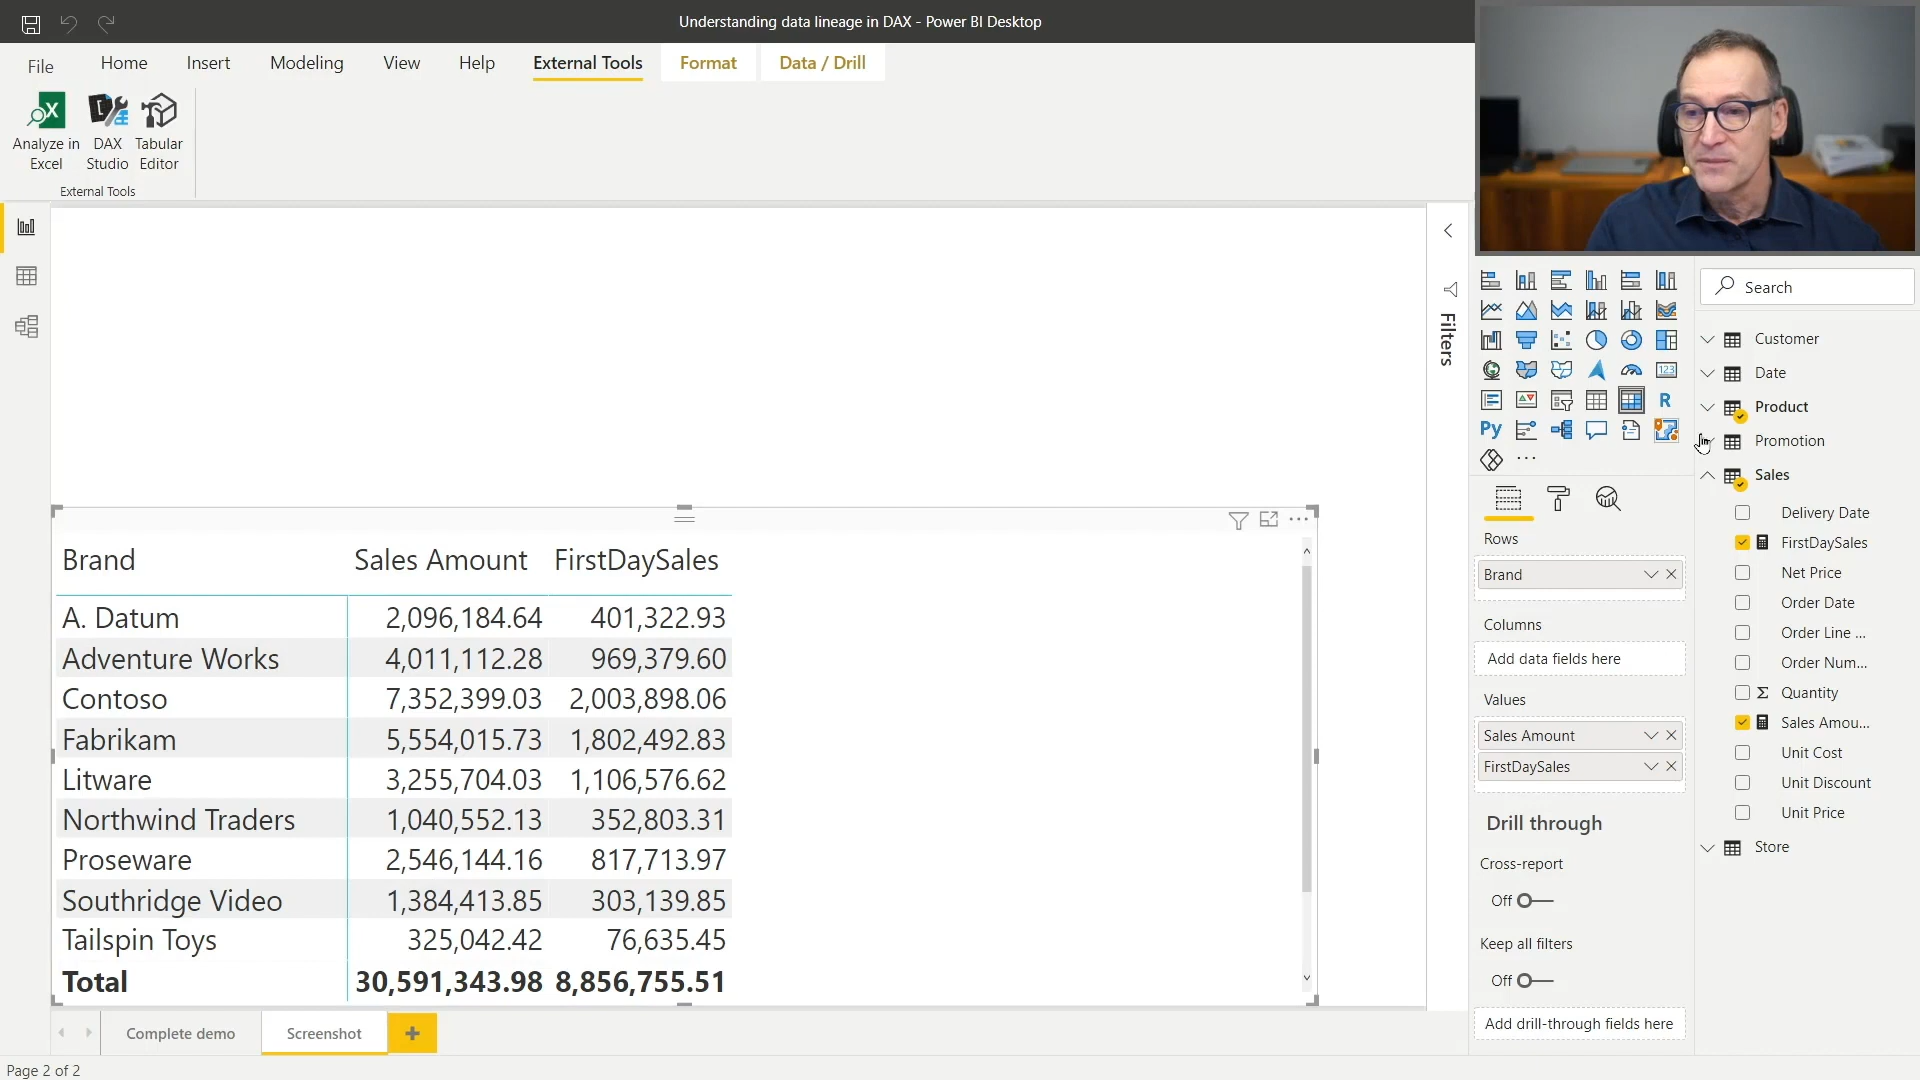 Understanding data lineage in DAX - Power BI Desktop
File Home Insert Modeling View Help External Tools Format Data / Drill
Analyze in Excel
DAX Studio
Tabular Editor
External Tools
Filters
Brand Sales Amount FirstDaySales
A. Datum 2,096,184.64 401,322.93
Adventure Works 4,011,112.28 969,379.60
Contoso 7,352,399.03 2,003,898.06
Fabrikam 5,554,015.73 1,802,492.83
Litware 3,255,704.03 1,106,576.62
Northwind Traders 1,040,552.13 352,803.31
Proseware 2,546,144.16 817,713.97
Southridge Video 1,384,413.85 303,139.85
Tailspin Toys 325,042.42 76,635.45
Total 30,591,343.98 8,856,755.51
Complete demo Screenshot +
Page 2 of 2
123
R
Py
Rows
Brand
Columns
Add data fields here
Values
Sales Amount
FirstDaySales
Drill through
Cross-report
Off
Keep all filters
Off
Add drill-through fields here
Search
Customer
Date
Product
Promotion
Sales
Delivery Date
FirstDaySales
Net Price
Order Date
Order Line ...
Order Num...
Σ Quantity
Sales Amou...
Unit Cost
Unit Discount
Unit Price
Store